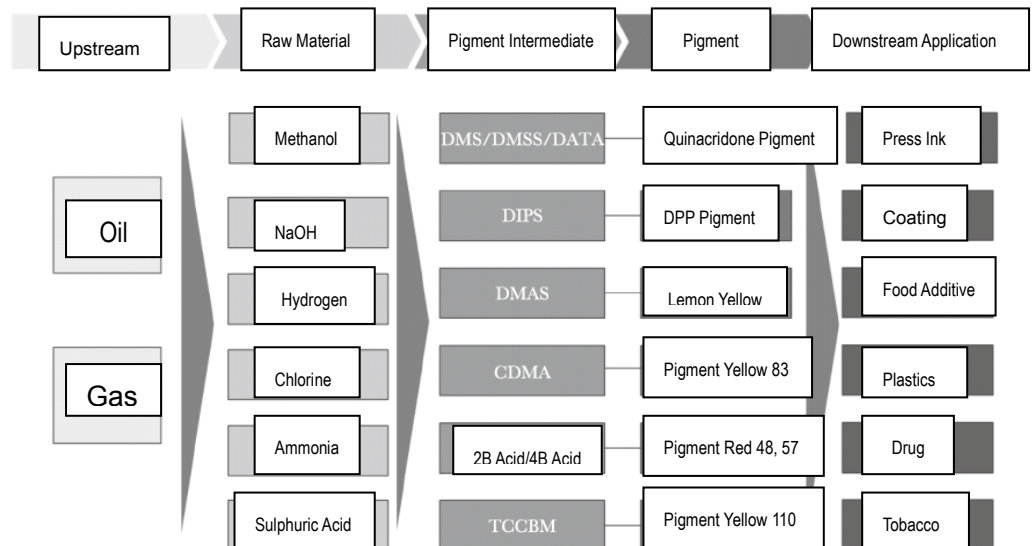 Upstream
Raw Material
Pigment Intermediate
Pigment
Downstream Application
Methanol
DMS/DMSS/DATA
Quinacridone Pigment
Press Ink
Oil
NaOH
DIPS
DPP Pigment
Coating
Hydrogen
DMAS
Lemon Yellow
Food Additive
Gas
Chlorine
CDMA
Pigment Yellow 83
Plastics
Ammonia
2B Acid/4B Acid
Pigment Red 48, 57
Drug
Sulphuric Acid
TCCBM
Pigment Yellow 110
Tobacco